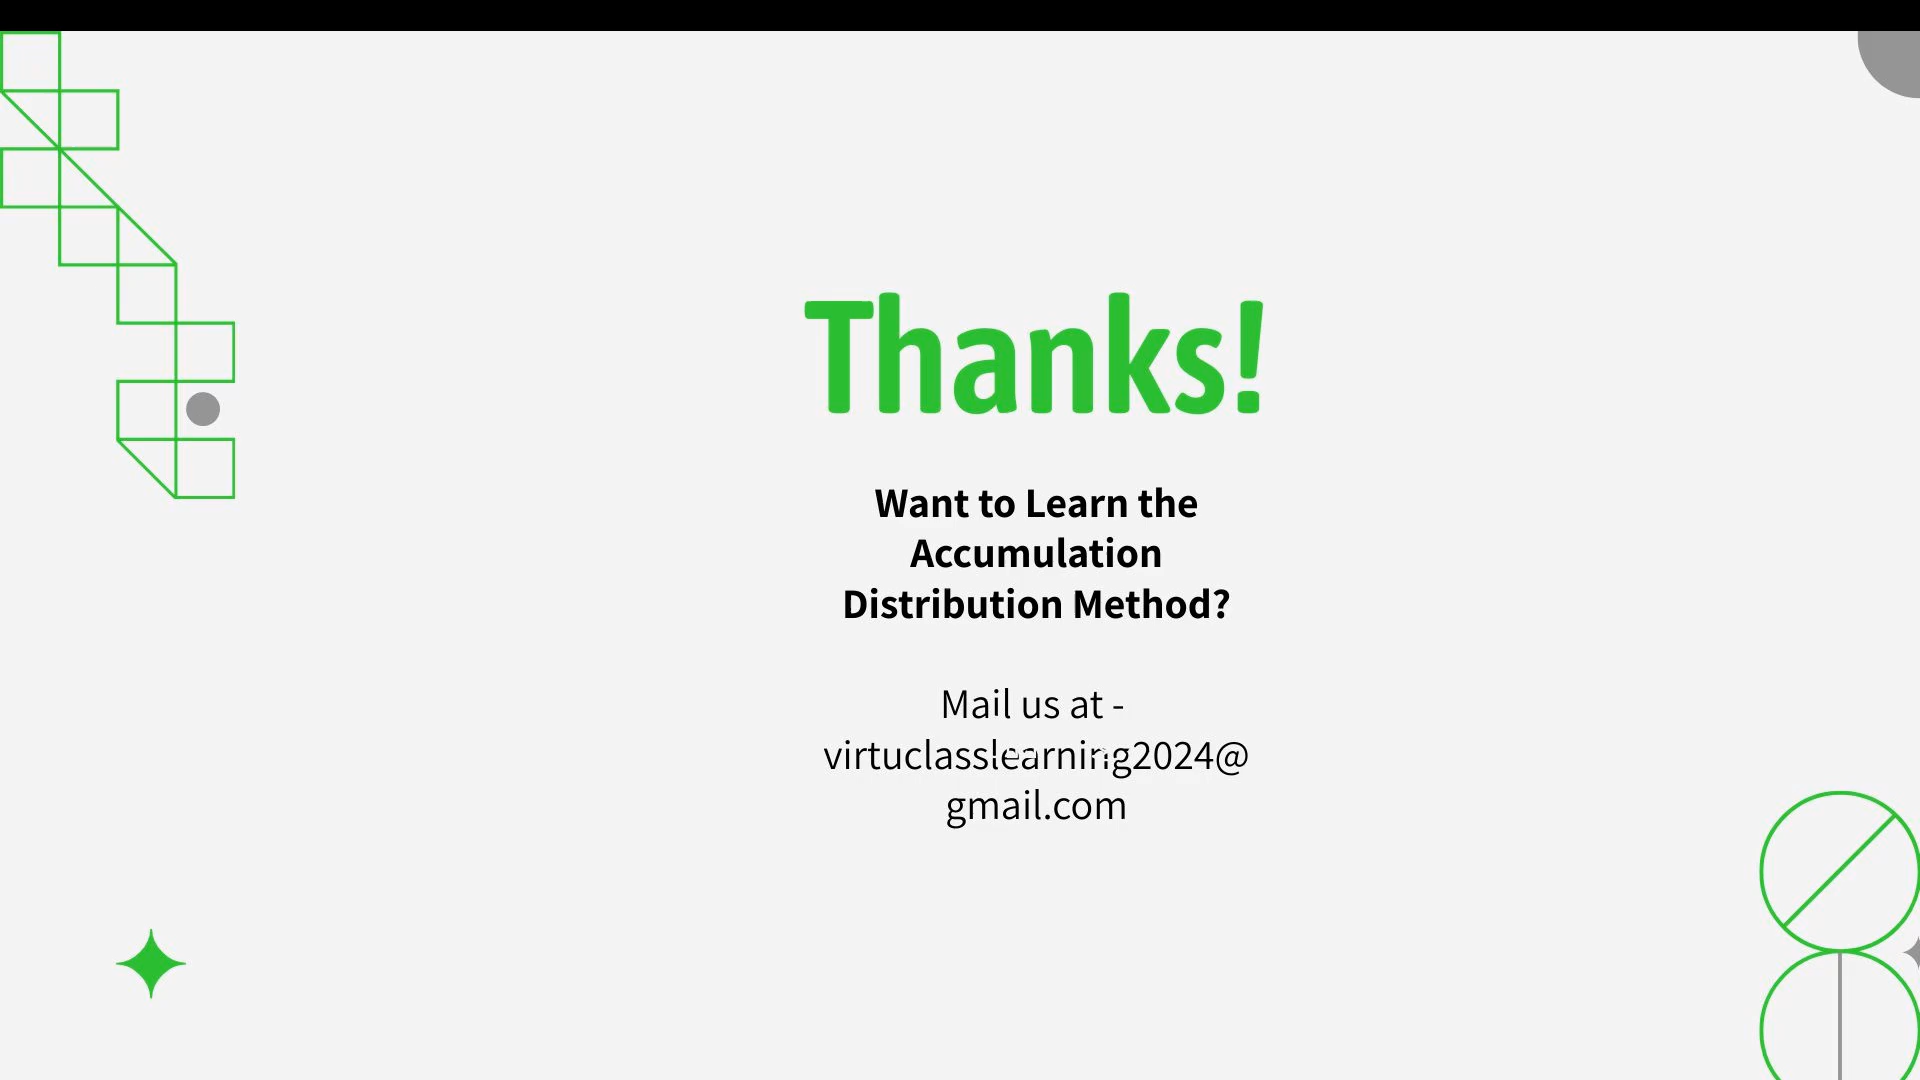 Thanks!
Want to Learn the
Accumulation
Distribution Method?
Mail us at -
virtuclasslearning2024@
gmail.com